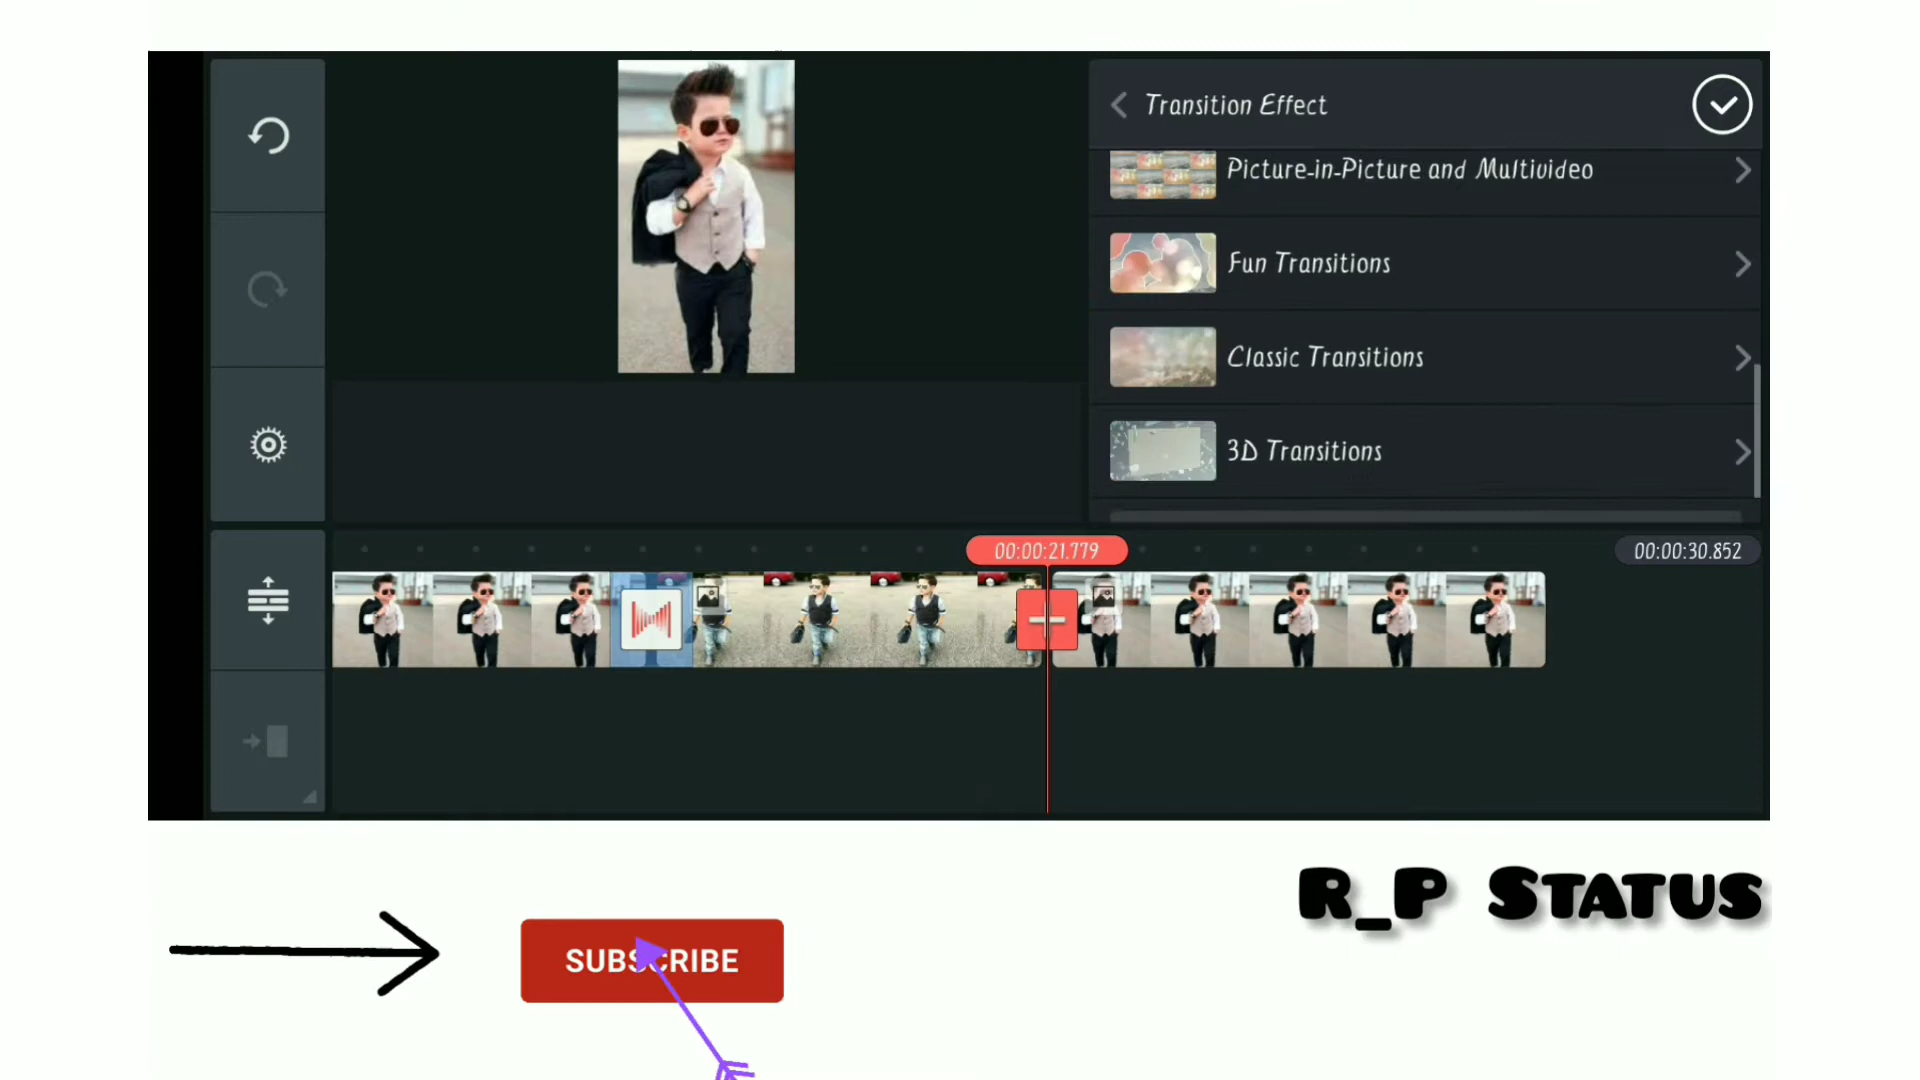 Transition Effect
Picture-in-Picture and Multivideo
Fun Transitions
Classic Transitions
3D Transitions
00:00:21.779
00:00:30.852
R_P STATUS
SUBSCRIBE